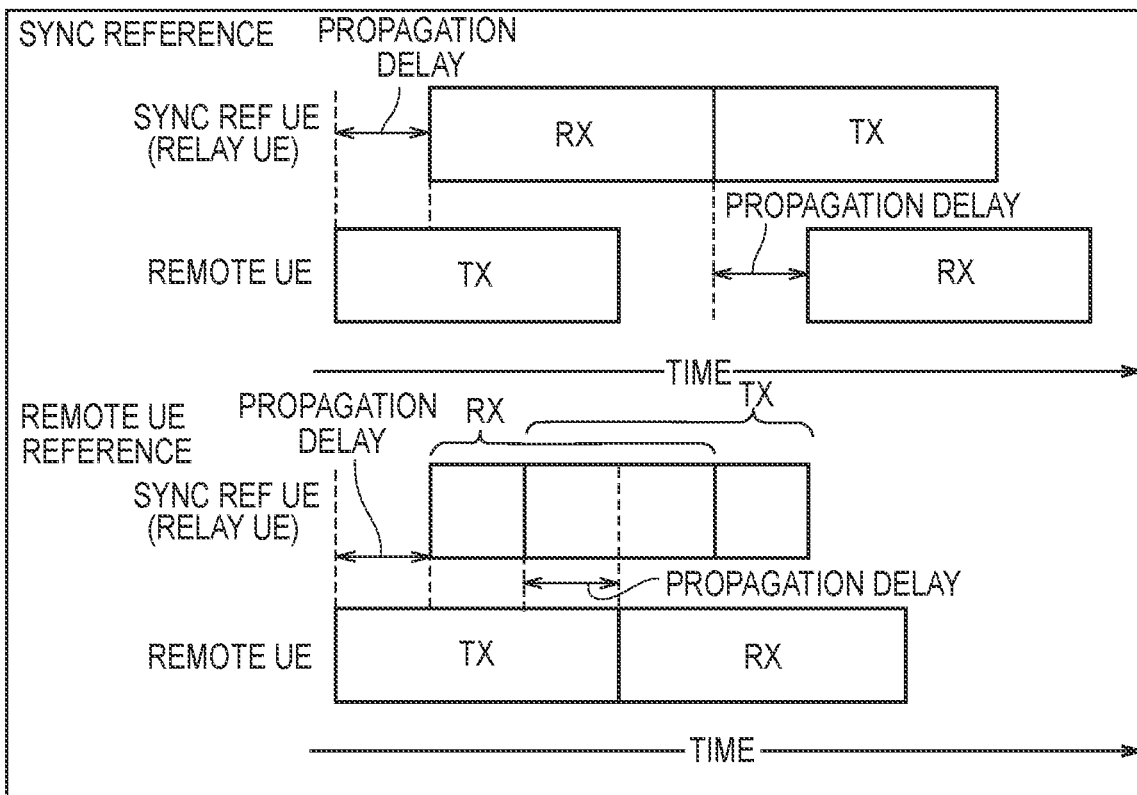 SYNC REFERENCE
PROPAGATION
DELAY
SYNC REF UE
(RELAY UE)
RX
TX
PROPAGATION DELAY
REMOTE UE
TX
RX
TIME
REMOTE UE
REFERENCE
PROPAGATION
DELAY
RX
TX
SYNC REF UE
(RELAY UE)
PROPAGATION DELAY
REMOTE UE
TX
RX
TIME